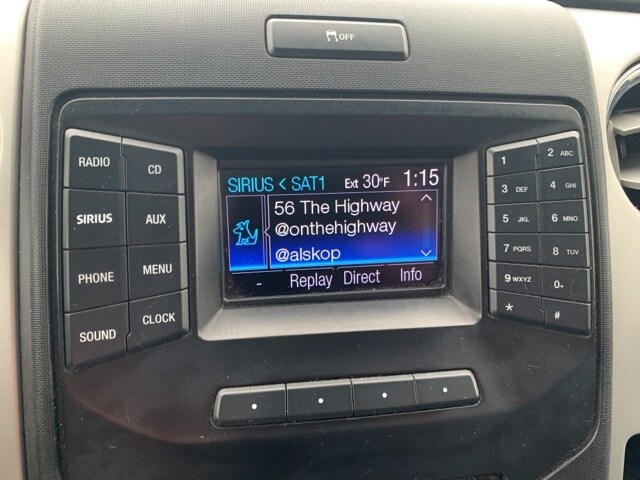 OFF
RADIO CD
SIRIUS AUX
PHONE MENU
SOUND CLOCK
SIRIUS < SAT1 Ext 30°F 1:15
56 The Highway
@onthehighway
@alskop
- Replay Direct Info
1 2 ABC
3 DEF 4 GHI
5 JKL 6 MNO
7 PQRS 8 TUV
9 WXYZ 0+
* #